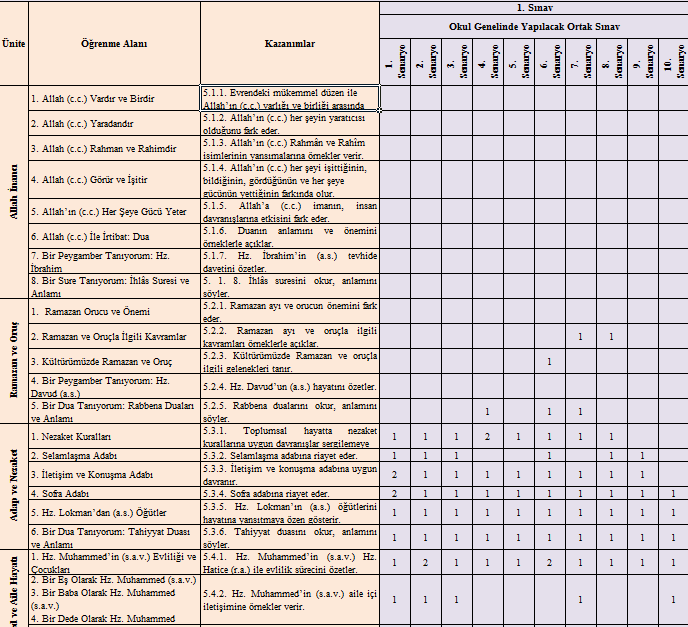 Ünite
Öğrenme Alanı
Kazanımlar
1. Sınav
Okul Genelinde Yapılacak Ortak Sınav
1. Senaryo
2. Senaryo
3. Senaryo
4. Senaryo
5. Senaryo
6. Senaryo
7. Senaryo
8. Senaryo
9. Senaryo
10. Senaryo
Allah İnancı
1. Allah (c.c.) Vardır ve Birdir
5.1.1. Evrendeki mükemmel düzen ile
Allah’ın (c.c.) varlığı ve birliği arasında
2. Allah (c.c.) Yaradandır
5.1.2. Allah’ın (c.c.) her şeyin yaratıcısı
olduğunu fark eder.
3. Allah (c.c.) Rahman ve Rahimdir
5.1.3. Allah’ın (c.c.) Rahmân ve Rahîm
isimlerinin yansımalarına örnekler verir.
4. Allah (c.c.) Görür ve İşitir
5.1.4. Allah’ın (c.c.) her şeyi işittiğinin,
bildiğinin, gördüğünün ve her şeye
gücünün yettiğinin farkında olur.
5. Allah’ın (c.c.) Her Şeye Gücü Yeter
5.1.5. Allah’a (c.c.) imanın, insan
davranışlarına etkisini fark eder.
6. Allah (c.c.) İle İrtibat: Dua
5.1.6. Duanın anlamını ve önemini
örneklerle açıklar.
7. Bir Peygamber Tanıyorum: Hz.
İbrahim
5.1.7. Hz. İbrahim’in (a.s.) tevhide
davetini özetler.
8. Bir Sure Tanıyorum: İhlâs Suresi ve
Anlamı
5. 1. 8. İhlâs suresini okur, anlamını
söyler.
Ramazan ve Oruç
1. Ramazan Orucu ve Önemi
5.2.1. Ramazan ayı ve orucun önemini fark
eder.
2. Ramazan ve Oruçla İlgili Kavramlar
5.2.2. Ramazan ayı ve oruçla ilgili
kavramları örneklerle açıklar.
1 1
3. Kültürümüzde Ramazan ve Oruç
5.2.3. Kültürümüzde Ramazan ve oruçla
ilgili gelenekleri tanır.
1
4. Bir Peygamber Tanıyorum: Hz.
Davud (a.s.)
5.2.4. Hz. Davud’un (a.s.) hayatını özetler.
5. Bir Dua Tanıyorum: Rabbena Duaları
ve Anlamı
5.2.5. Rabbena dualarını okur, anlamını
söyler.
1 1 1
Adap ve Nezaket
1. Nezaket Kuralları
5.3.1. Toplumsal hayatta nezaket
kurallarına uygun davranışlar sergilemeye
1 1 1 2 1 1 1 1
2. Selamlaşma Adabı
5.3.2. Selamlaşma adabına riayet eder.
1 1 1 1 1 1
3. İletişim ve Konuşma Adabı
5.3.3. İletişim ve konuşma adabına uygun
davranır.
2 1 1 1 1 1 1 1 1
4. Sofra Adabı
5.3.4. Sofra adabına riayet eder.
2 1 1 1 1 1 1 1 1 1
5. Hz. Lokman’dan (a.s.) Öğütler
5.3.5. Hz. Lokman’ın (a.s.) öğütlerini
hayatına yansıtmaya özen gösterir.
1 1 1 1 1 1 1 1 1 1
6. Bir Dua Tanıyorum: Tahiyyat Duası
ve Anlamı
5.3.6. Tahiyyat duasını okur, anlamını
söyler.
1 1 1 1 1 1 1 1 1 1
ve Aile Hayatı
1. Hz. Muhammed’in (s.a.v.) Evliliği ve
Çocukları
5.4.1. Hz. Muhammed’in (s.a.v.) Hz.
Hatice (r.a.) ile evlilik sürecini özetler.
1 2 1 1 1 2 1 1 1 1
2. Bir Eş Olarak Hz. Muhammed (s.a.v.)
3. Bir Baba Olarak Hz. Muhammed
(s.a.v.)
4. Bir Dede Olarak Hz. Muhammed
5.4.2. Hz. Muhammed’in (s.a.v.) aile içi
iletişimine örnekler verir.
1 1 1 1 1